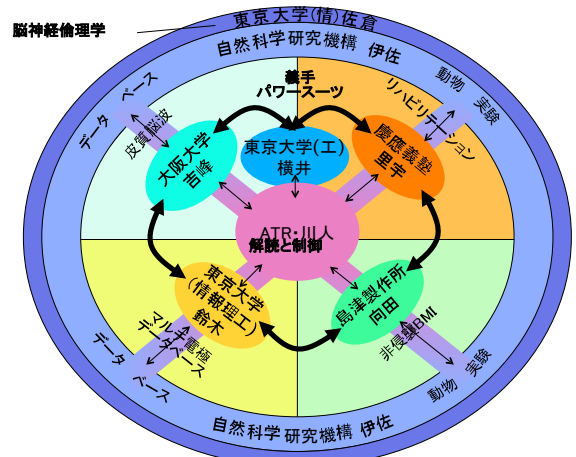 東京大学(情)佐倉
脳神経倫理学
自然科学研究機構 伊佐
義手
パワースーツ
データ ベース
動物 実験
皮質脳波
リハビリテーション
大阪大学
吉峰
東京大学(工)
横井
慶應義塾
里宇
ATR・川人
解読と制御
東京大学
(情報理工)
鈴木
島津製作所
向田
マルチ電極
データベース
非侵襲BMI
データ ベース
動物 実験
自然科学研究機構 伊佐